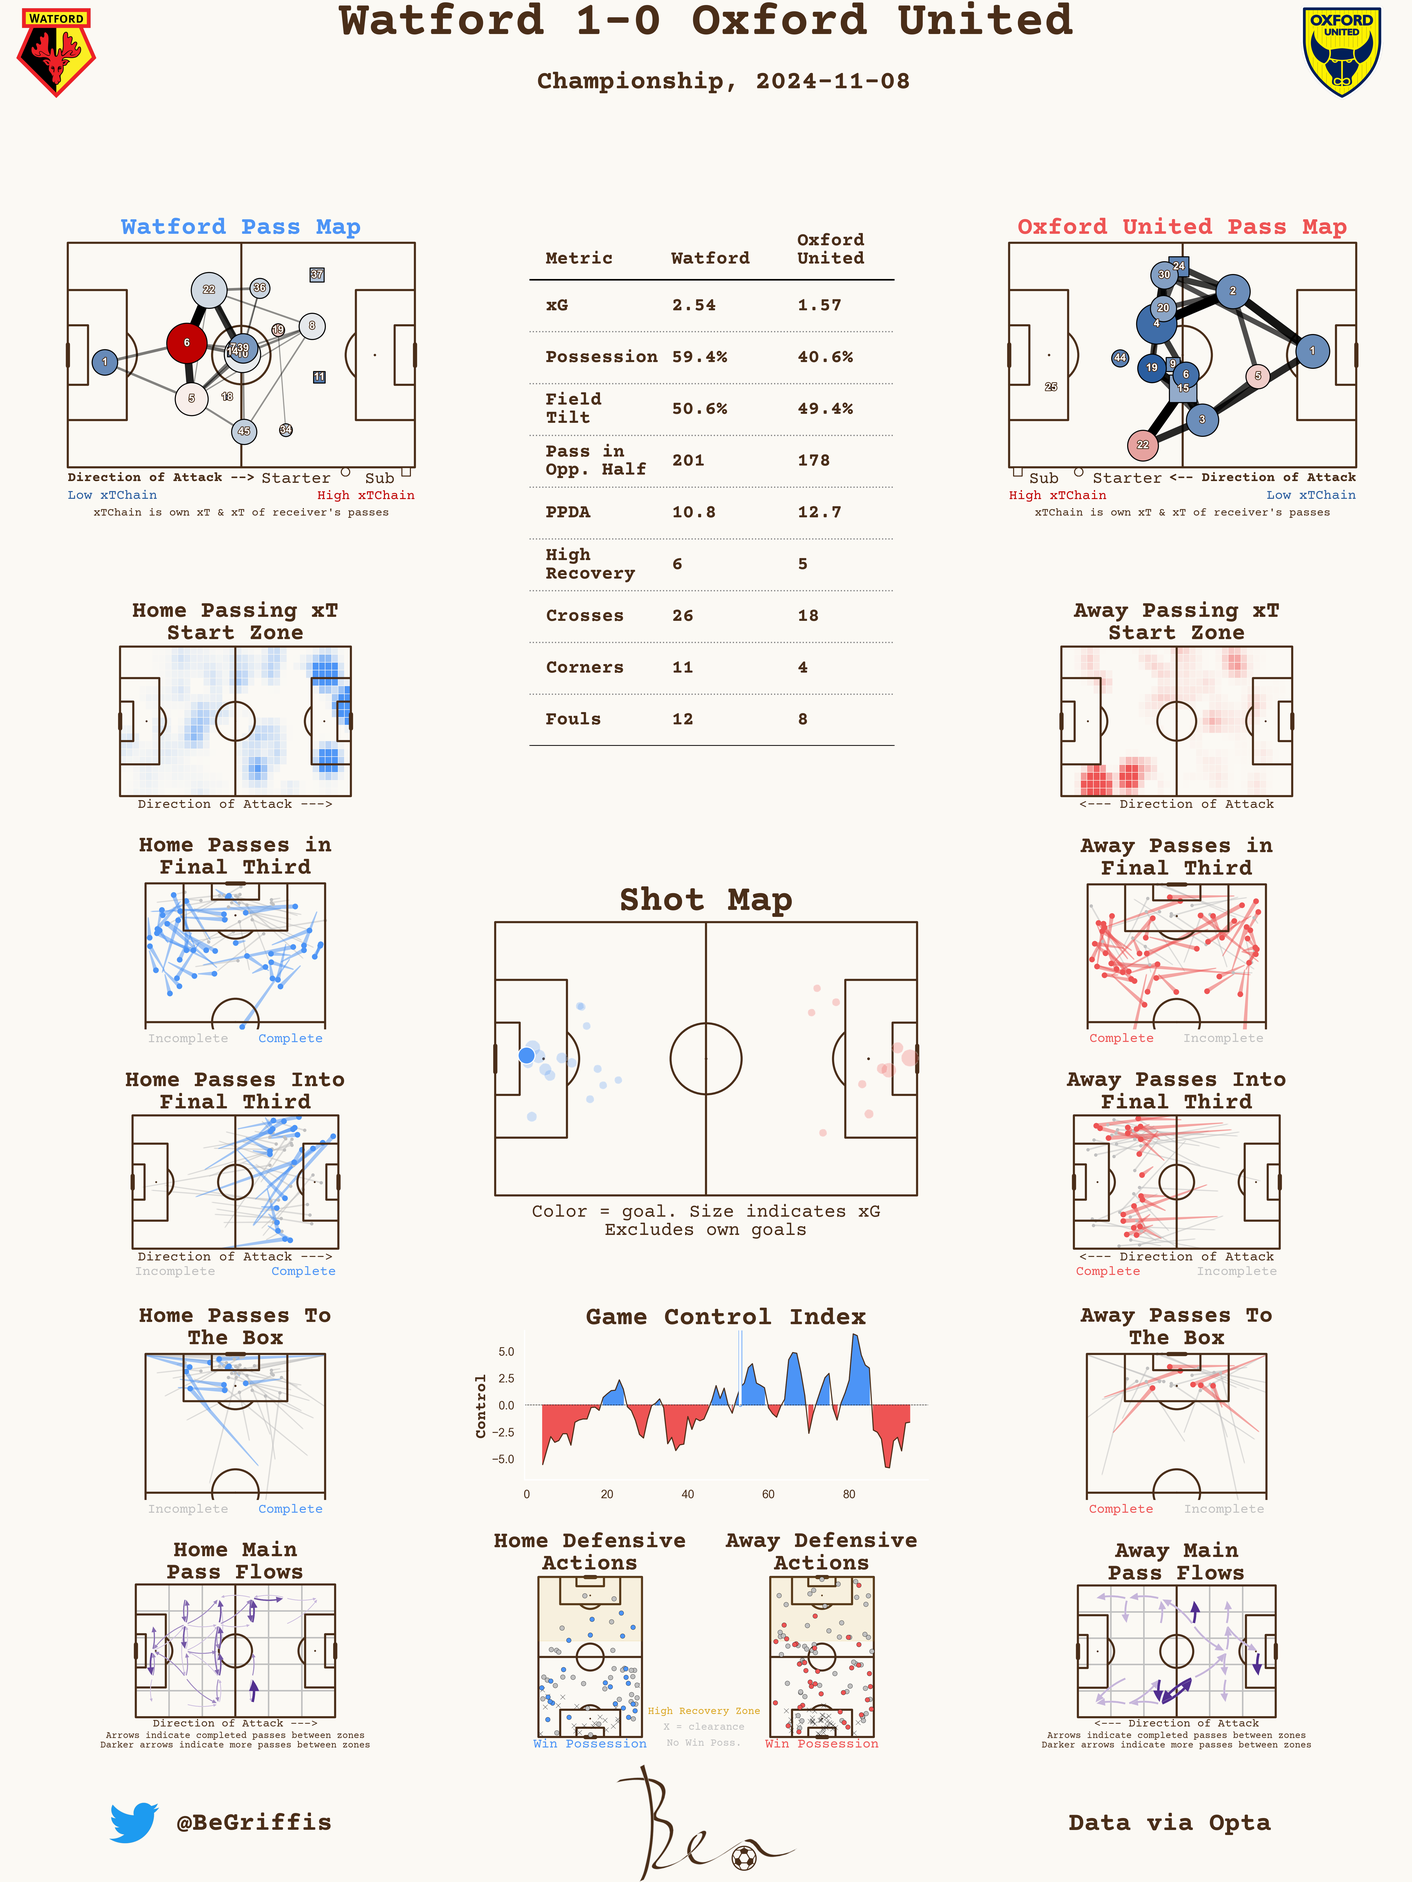 Watford 1-0 Oxford United
Championship, 2024-11-08
WATFORD
OXFORD
UNITED
Watford Pass Map
37
22
36
19
8
6
39
10
1
11
5
18
45
34
Direction of Attack --> Starter Sub
Low xTChain High xTChain
xTChain is own xT & xT of receiver's passes
Metric Watford Oxford United
xG 2.54 1.57
Possession 59.4% 40.6%
Field Tilt 50.6% 49.4%
Pass in Opp. Half 201 178
PPDA 10.8 12.7
High Recovery 6 5
Crosses 26 18
Corners 11 4
Fouls 12 8
Oxford United Pass Map
24
30
2
20
4
44
1
19
9
6
5
25
15
3
22
Sub Starter <-- Direction of Attack
High xTChain Low xTChain
xTChain is own xT & xT of receiver's passes
Home Passing xT
Start Zone
Direction of Attack --->
Away Passing xT
Start Zone
<--- Direction of Attack
Home Passes in
Final Third
Incomplete Complete
Away Passes in
Final Third
Complete Incomplete
Shot Map
Color = goal. Size indicates xG
Excludes own goals
Home Passes Into
Final Third
Direction of Attack --->
Incomplete Complete
Away Passes Into
Final Third
<--- Direction of Attack
Complete Incomplete
Home Passes To
The Box
Incomplete Complete
Game Control Index
Control
5.0
2.5
0.0
−2.5
−5.0
0 20 40 60 80
Away Passes To
The Box
Complete Incomplete
Home Main
Pass Flows
Direction of Attack --->
Arrows indicate completed passes between zones
Darker arrows indicate more passes between zones
Home Defensive
Actions
Win Possession
High Recovery Zone
X = clearance
No Win Poss.
Away Defensive
Actions
Win Possession
Away Main
Pass Flows
<--- Direction of Attack
Arrows indicate completed passes between zones
Darker arrows indicate more passes between zones
@BeGriffis
Ben
Data via Opta